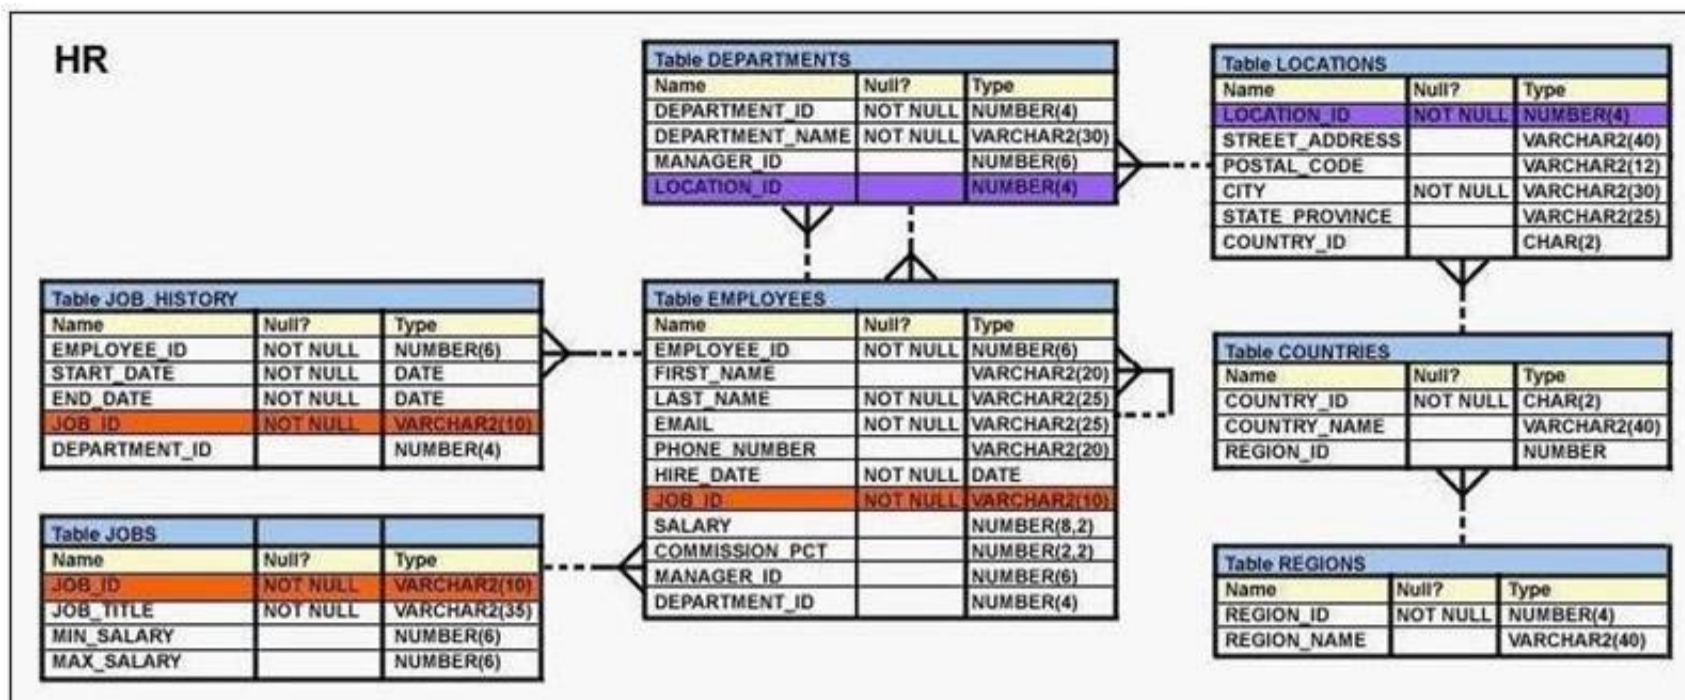 HR
Table DEPARTMENTS
Name Null? Type
DEPARTMENT_ID NOT NULL NUMBER(4)
DEPARTMENT_NAME NOT NULL VARCHAR2(30)
MANAGER_ID NUMBER(6)
LOCATION_ID NUMBER(4)
Table LOCATIONS
Name Null? Type
LOCATION_ID NOT NULL NUMBER(4)
STREET_ADDRESS VARCHAR2(40)
POSTAL_CODE VARCHAR2(12)
CITY NOT NULL VARCHAR2(30)
STATE_PROVINCE VARCHAR2(25)
COUNTRY_ID CHAR(2)
Table JOB_HISTORY
Name Null? Type
EMPLOYEE_ID NOT NULL NUMBER(6)
START_DATE NOT NULL DATE
END_DATE NOT NULL DATE
JOB_ID NOT NULL VARCHAR2(10)
DEPARTMENT_ID NUMBER(4)
Table EMPLOYEES
Name Null? Type
EMPLOYEE_ID NOT NULL NUMBER(6)
FIRST_NAME VARCHAR2(20)
LAST_NAME NOT NULL VARCHAR2(25)
EMAIL NOT NULL VARCHAR2(25)
PHONE_NUMBER VARCHAR2(20)
HIRE_DATE NOT NULL DATE
JOB_ID NOT NULL VARCHAR2(10)
SALARY NUMBER(8,2)
COMMISSION_PCT NUMBER(2,2)
MANAGER_ID NUMBER(6)
DEPARTMENT_ID NUMBER(4)
Table COUNTRIES
Name Null? Type
COUNTRY_ID NOT NULL CHAR(2)
COUNTRY_NAME VARCHAR2(40)
REGION_ID NUMBER
Table JOBS
Name Null? Type
JOB_ID NOT NULL VARCHAR2(10)
JOB_TITLE NOT NULL VARCHAR2(35)
MIN_SALARY NUMBER(6)
MAX_SALARY NUMBER(6)
Table REGIONS
Name Null? Type
REGION_ID NOT NULL NUMBER(4)
REGION_NAME VARCHAR2(40)